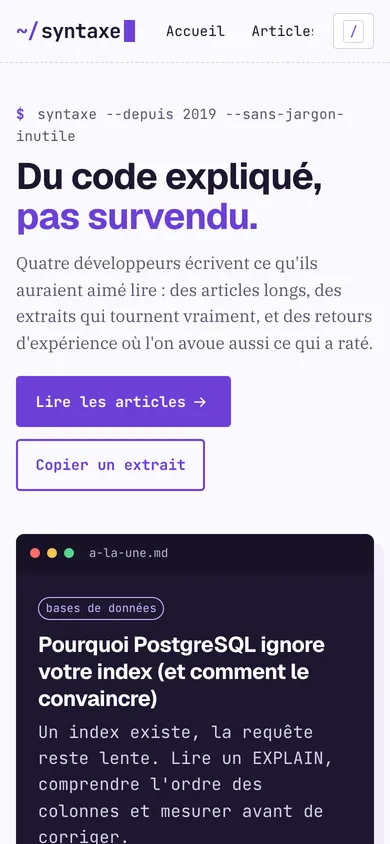 ~/syntaxe
Accueil
Articles
/
$ syntaxe --depuis 2019 --sans-jargon-
inutile
Du code expliqué,
pas survendu.
Quatre développeurs écrivent ce qu'ils
auraient aimé lire : des articles longs, des
extraits qui tournent vraiment, et des retours
d'expérience où l'on avoue aussi ce qui a raté.
Lire les articles →
Copier un extrait
a-la-une.md
bases de données
Pourquoi PostgreSQL ignore
votre index (et comment le
convaincre)
Un index existe, la requête
reste lente. Lire un EXPLAIN,
comprendre l'ordre des
colonnes et mesurer avant de
corriger.